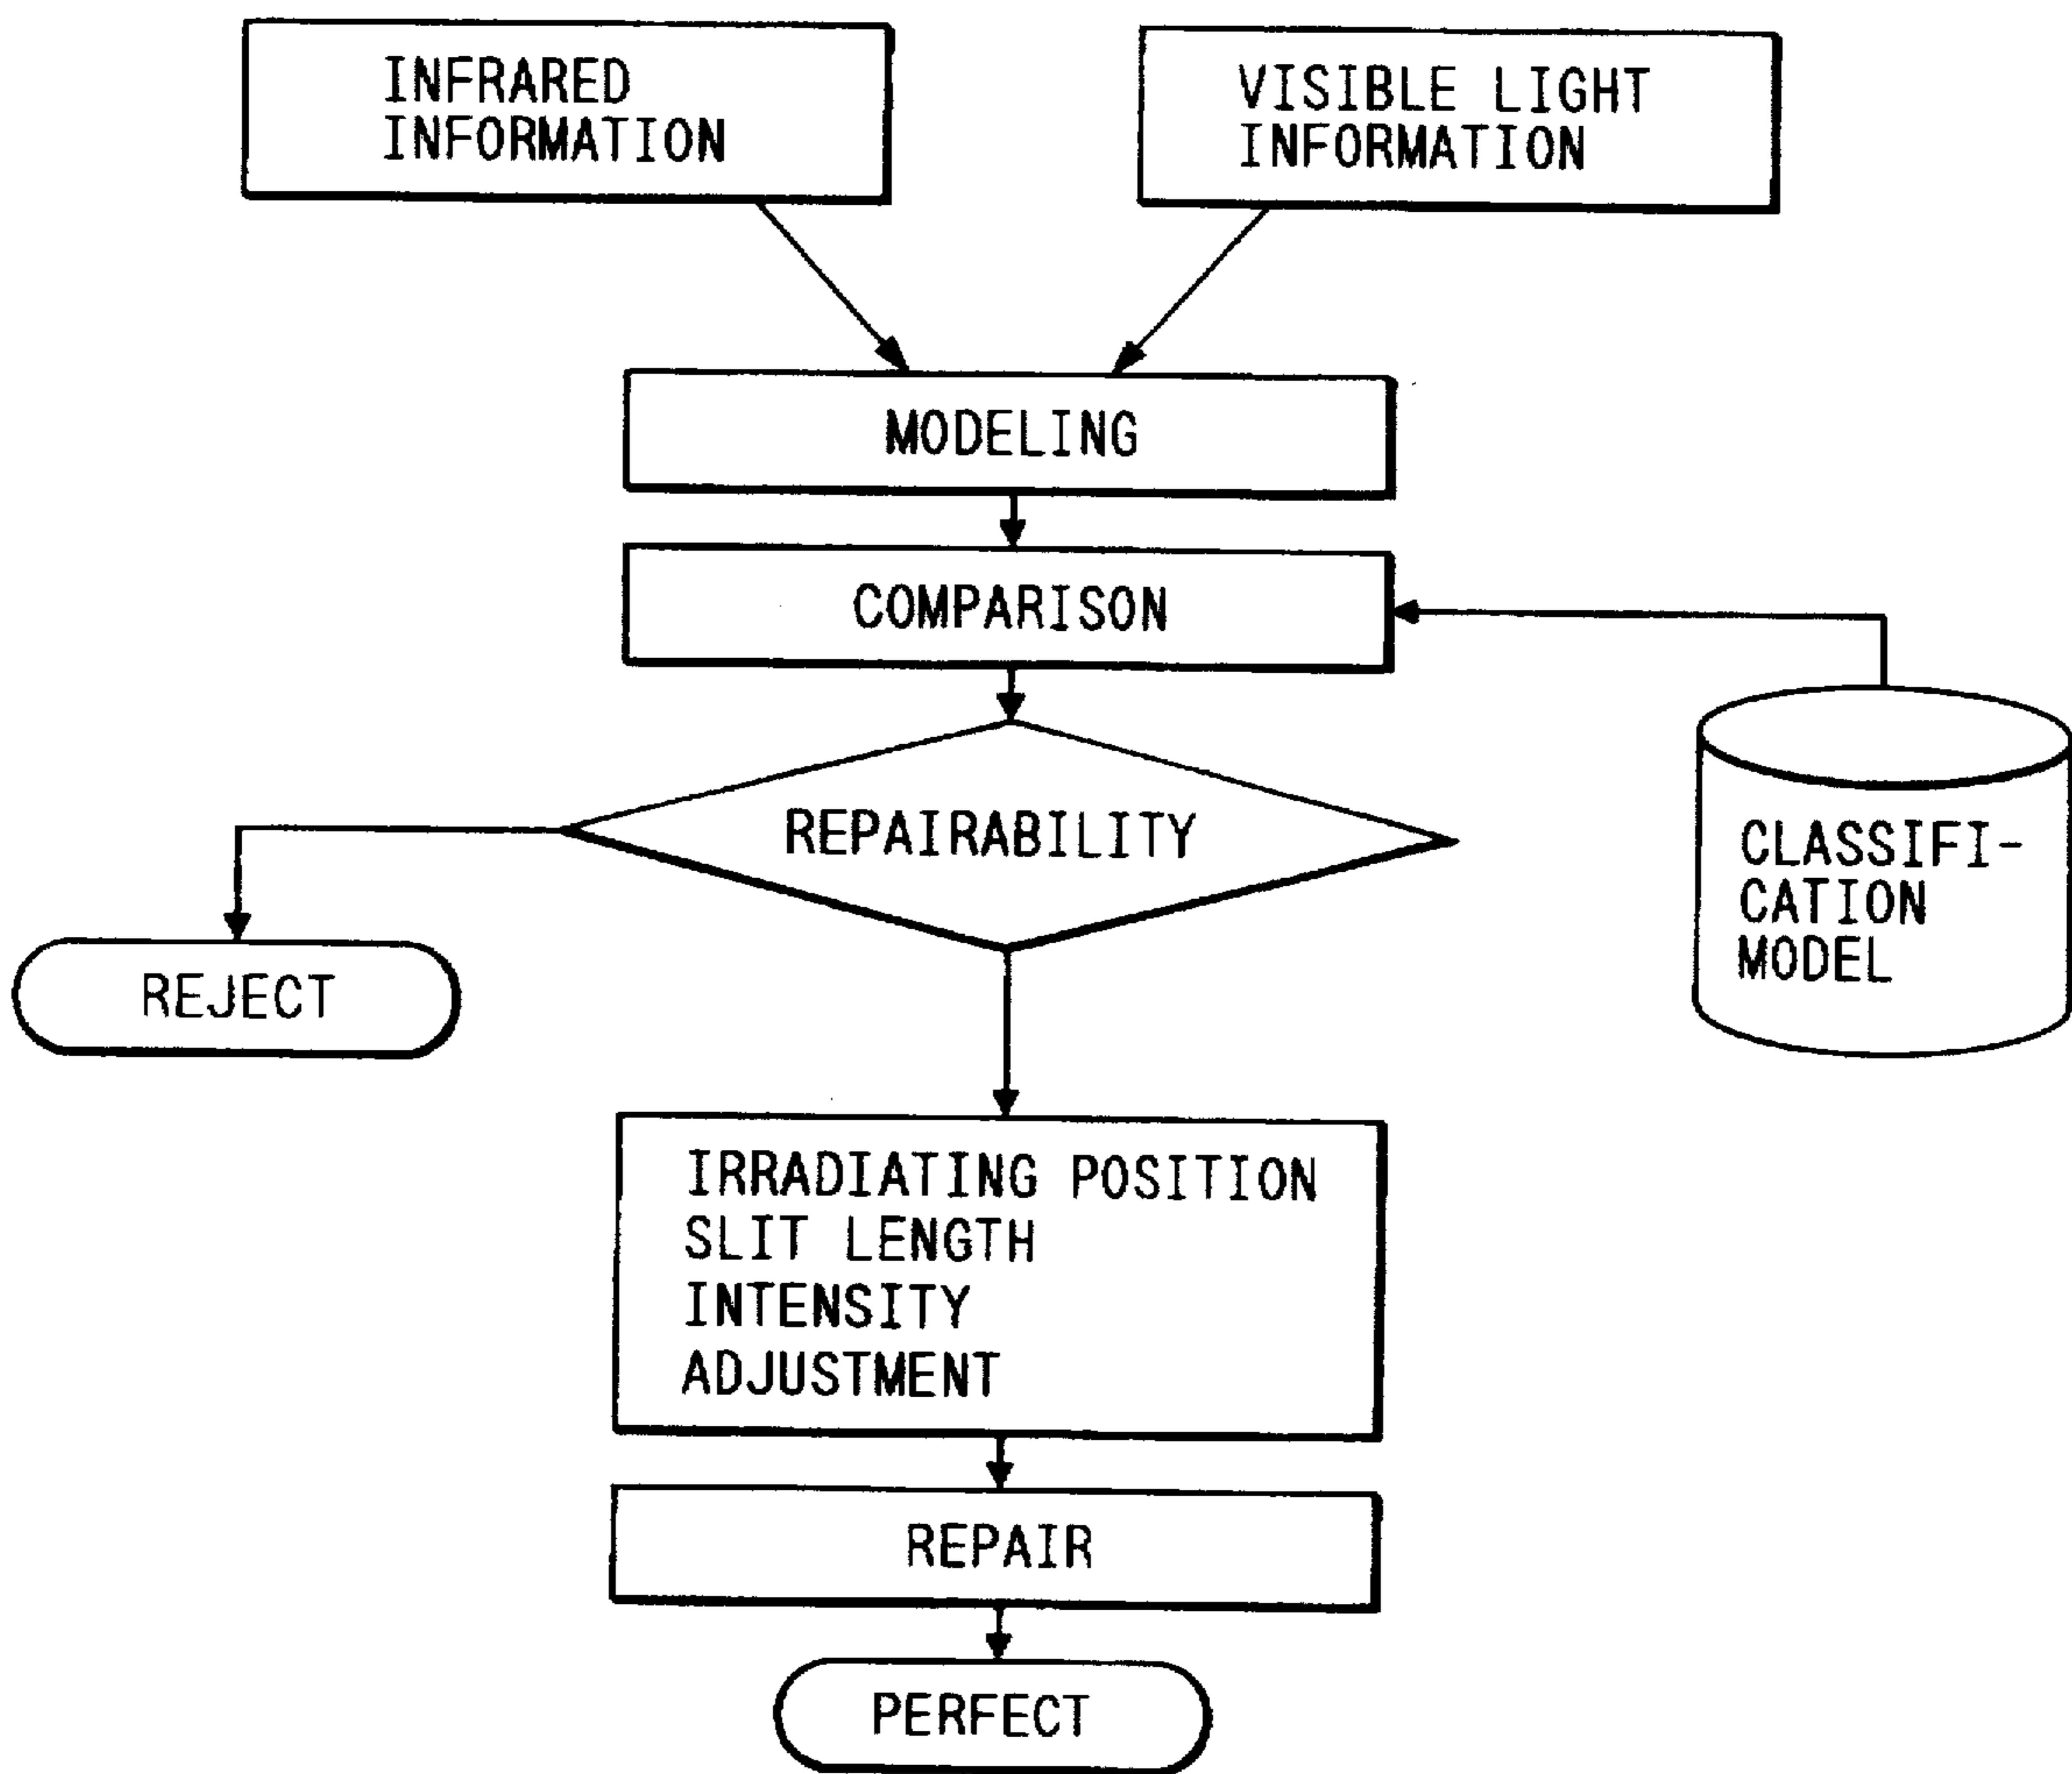 INFRARED
INFORMATION
VISIBLE LIGHT
INFORMATION
MODELING
COMPARISON
REPAIRABILITY
CLASSIFI-
CATION
MODEL
REJECT
IRRADIATING POSITION
SLIT LENGTH
INTENSITY
ADJUSTMENT
REPAIR
PERFECT